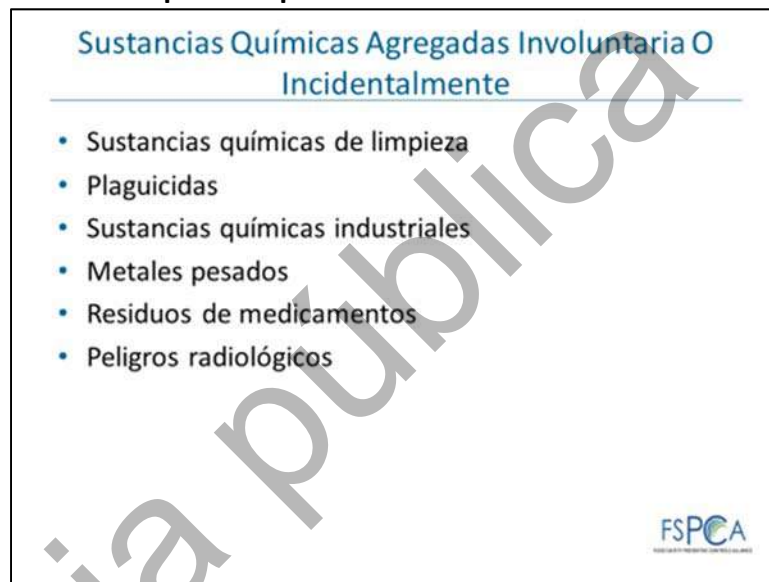 Sustancias Químicas Agregadas Involuntaria O
Incidentalmente
• Sustancias químicas de limpieza
• Plaguicidas
• Sustancias químicas industriales
• Metales pesados
• Residuos de medicamentos
• Peligros radiológicos
ia pública
FSPCA